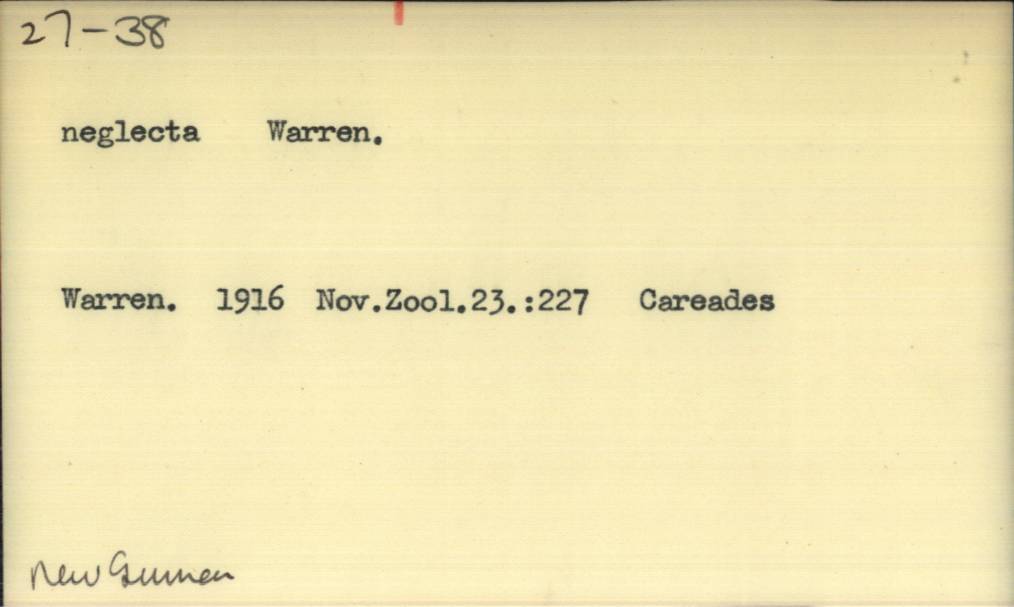 27-38
neglecta Warren.
Warren. 1916 Nov.Zool.23.:227 Careades
New Guinea